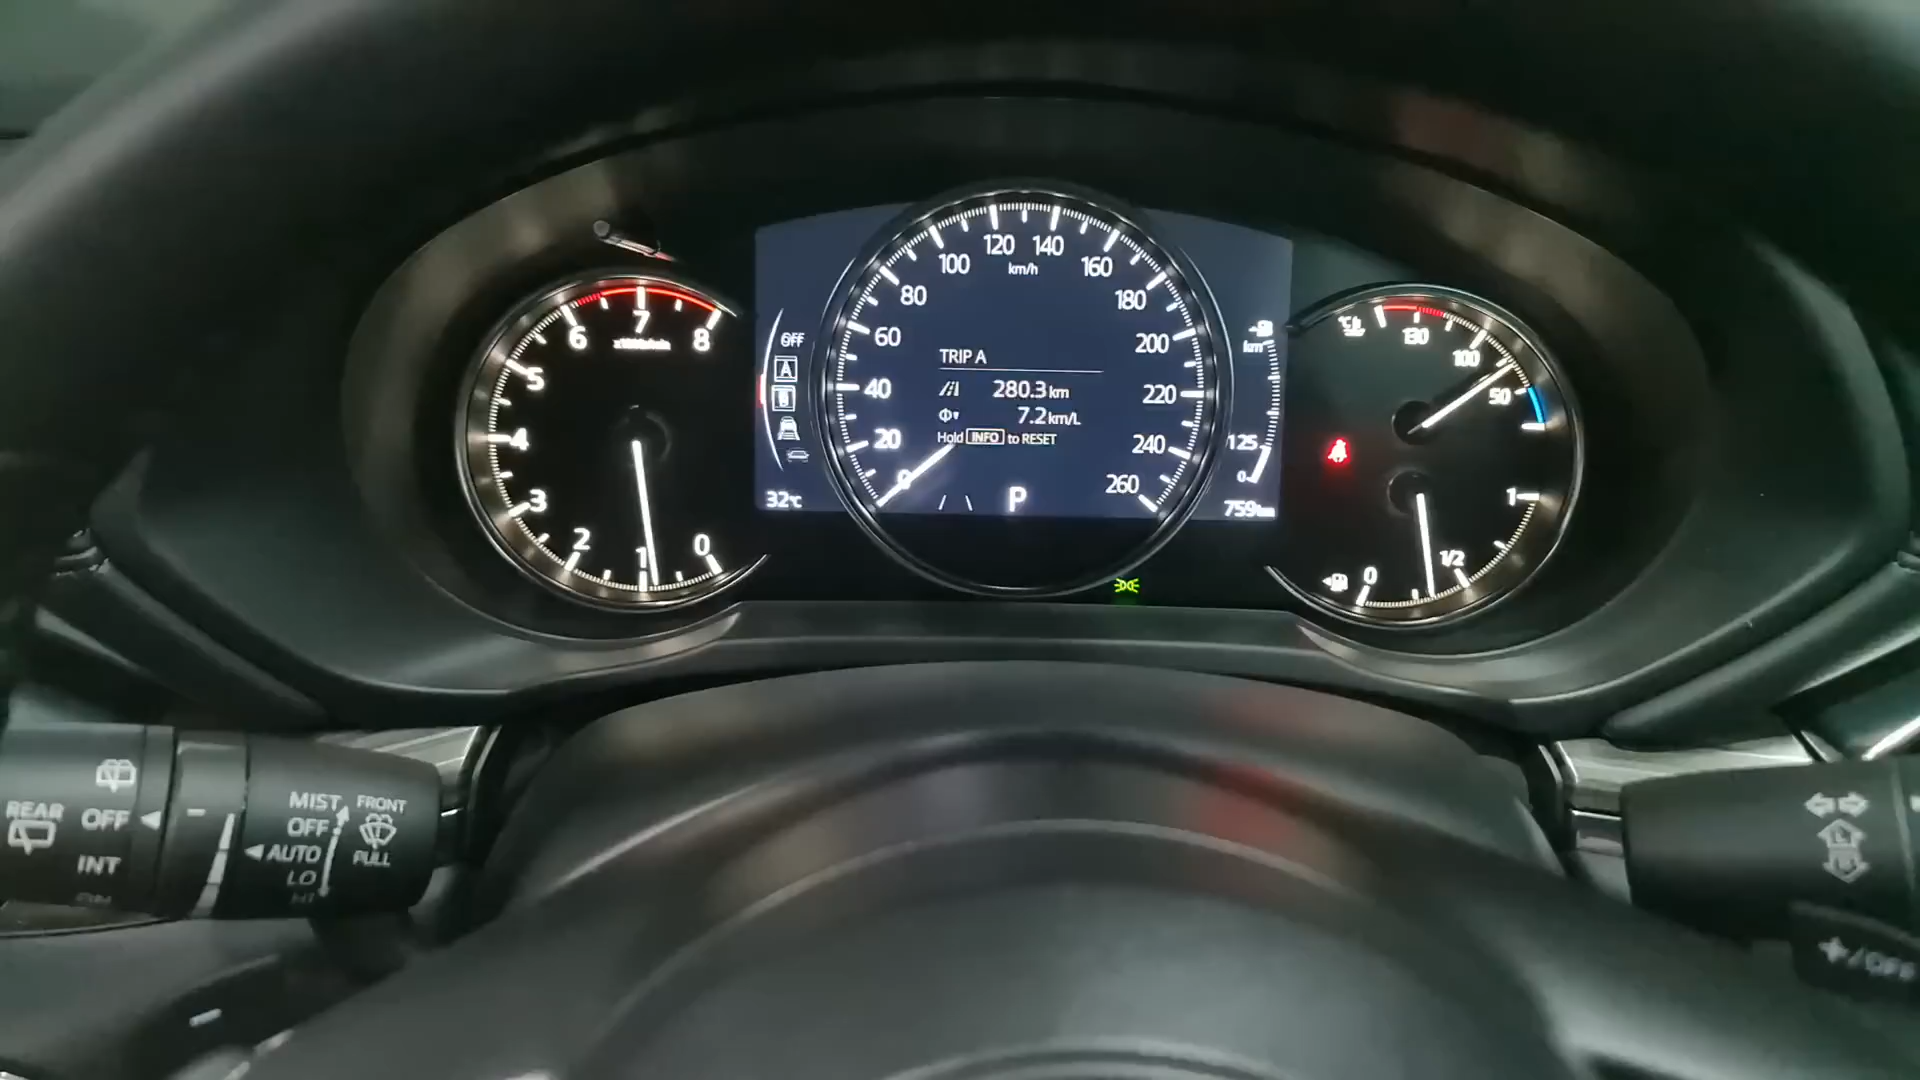 0
1
2
3
4
5
6
7
8
OFF
A
B
32℃
0
20
40
60
80
100
120
140
160
180
200
220
240
260
km/h
TRIP A
280.3 km
7.2 km/L
Hold INFO to RESET
P
km
125
0
759 km
℃
130
100
50
1
1/2
0
REAR
OFF
INT
MIST
OFF
AUTO
LO
HI
FRONT
PULL
L
R
+/OFF